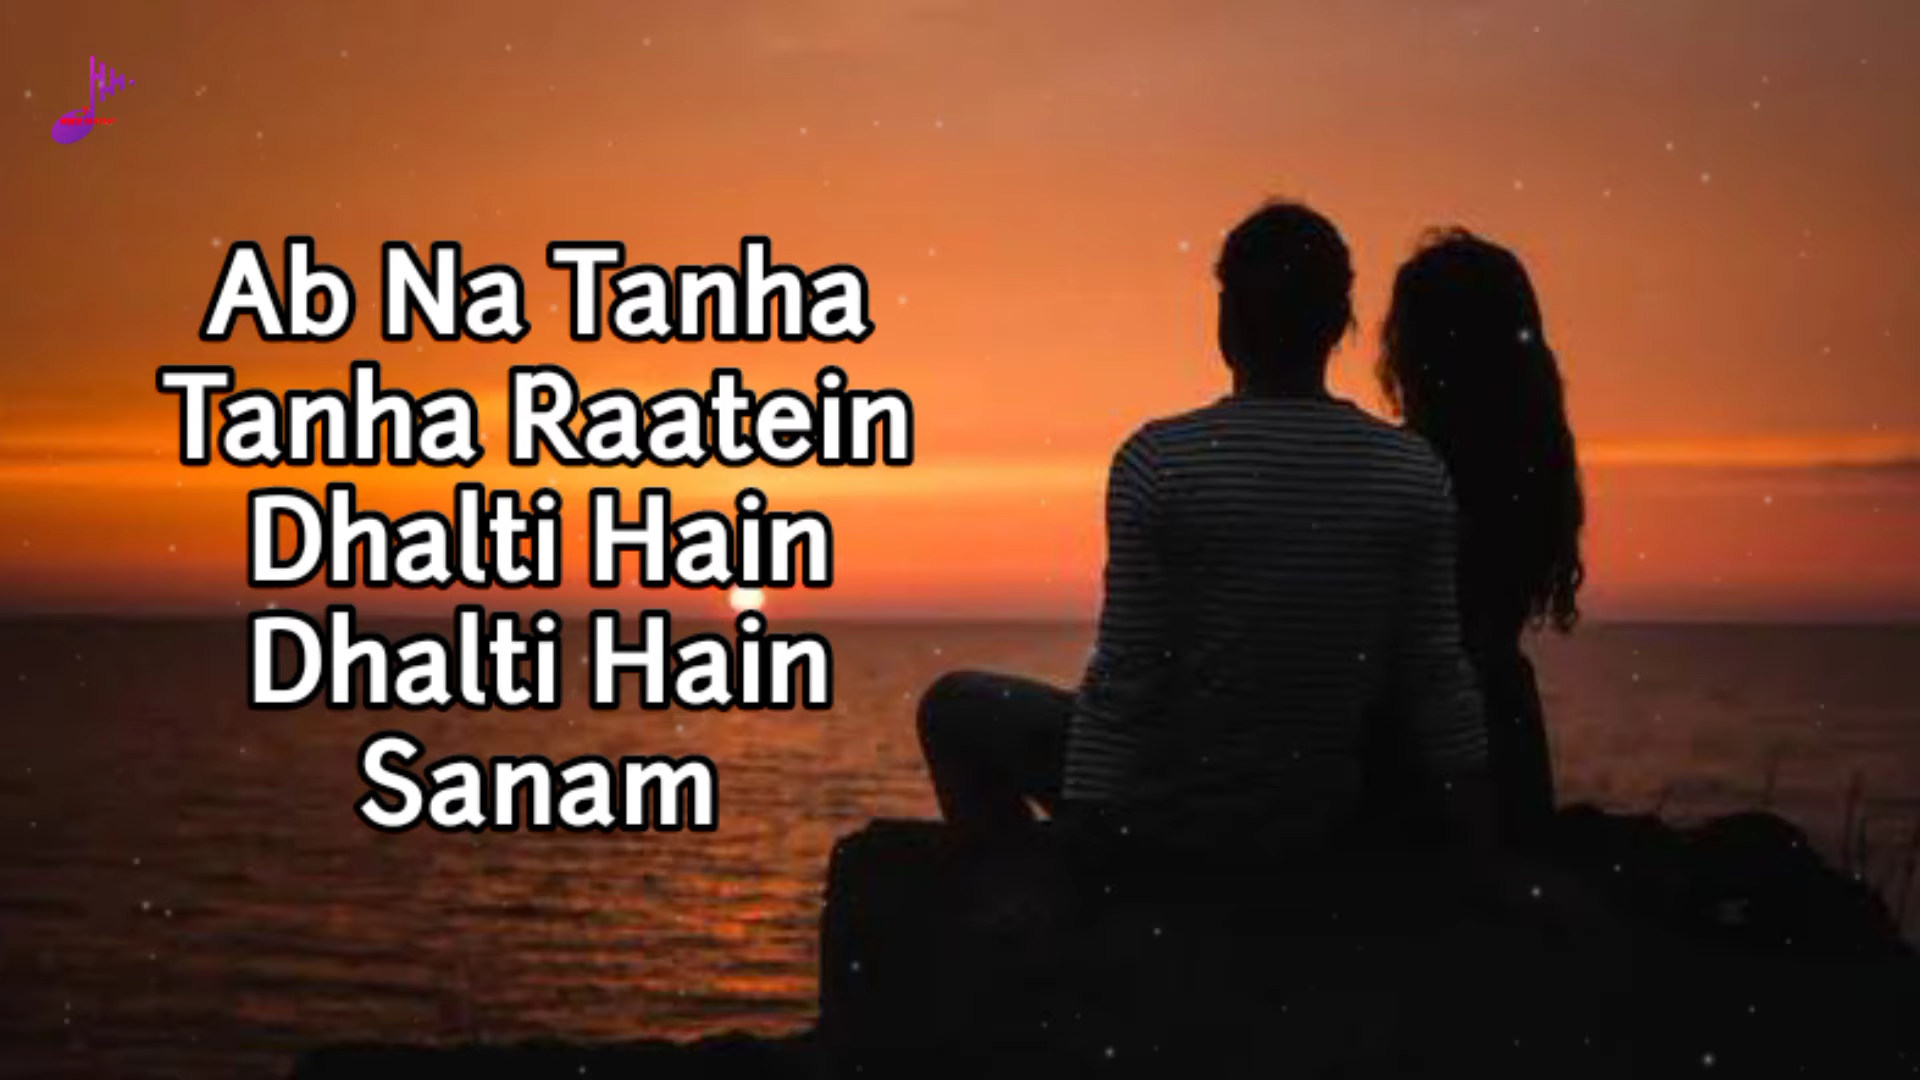 Ab Na Tanha
Tanha Raatein
Dhalti Hain
Dhalti Hain
Sanam